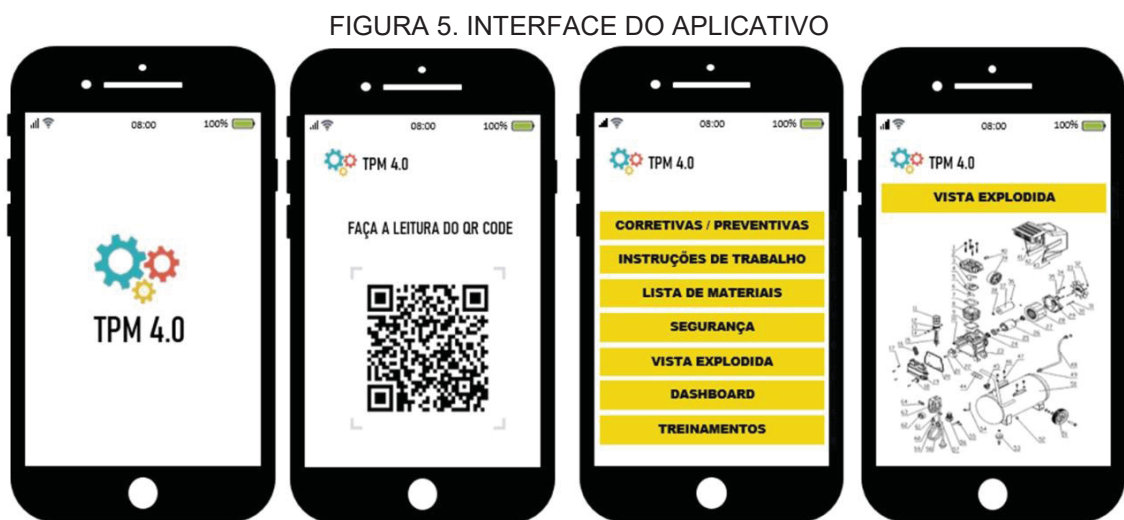 FIGURA 5. INTERFACE DO APLICATIVO
08:00 100%
TPM 4.0
08:00 100%
TPM 4.0
FAÇA A LEITURA DO QR CODE
08:00 100%
TPM 4.0
CORRETIVAS / PREVENTIVAS
INSTRUÇÕES DE TRABALHO
LISTA DE MATERIAIS
SEGURANÇA
VISTA EXPLODIDA
DASHBOARD
TREINAMENTOS
08:00 100%
TPM 4.0
VISTA EXPLODIDA